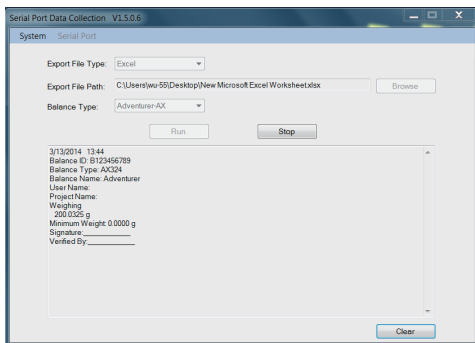 Serial Port Data Collection V1.5.0.6
System Serial Port
Export File Type: Excel
Export File Path: C:\Users\wu-55\Desktop\New Microsoft Excel Worksheet.xlsx Browse
Balance Type: Adventurer-AX
Run Stop
3/13/2014 13:44
Balance ID: B123456789
Balance Type: AX324
Balance Name: Adventurer
User Name:
Project Name:
Weighing
200.0325 g
Minimum Weight: 0.0000 g
Signature:____________
Verified By:____________
Clear